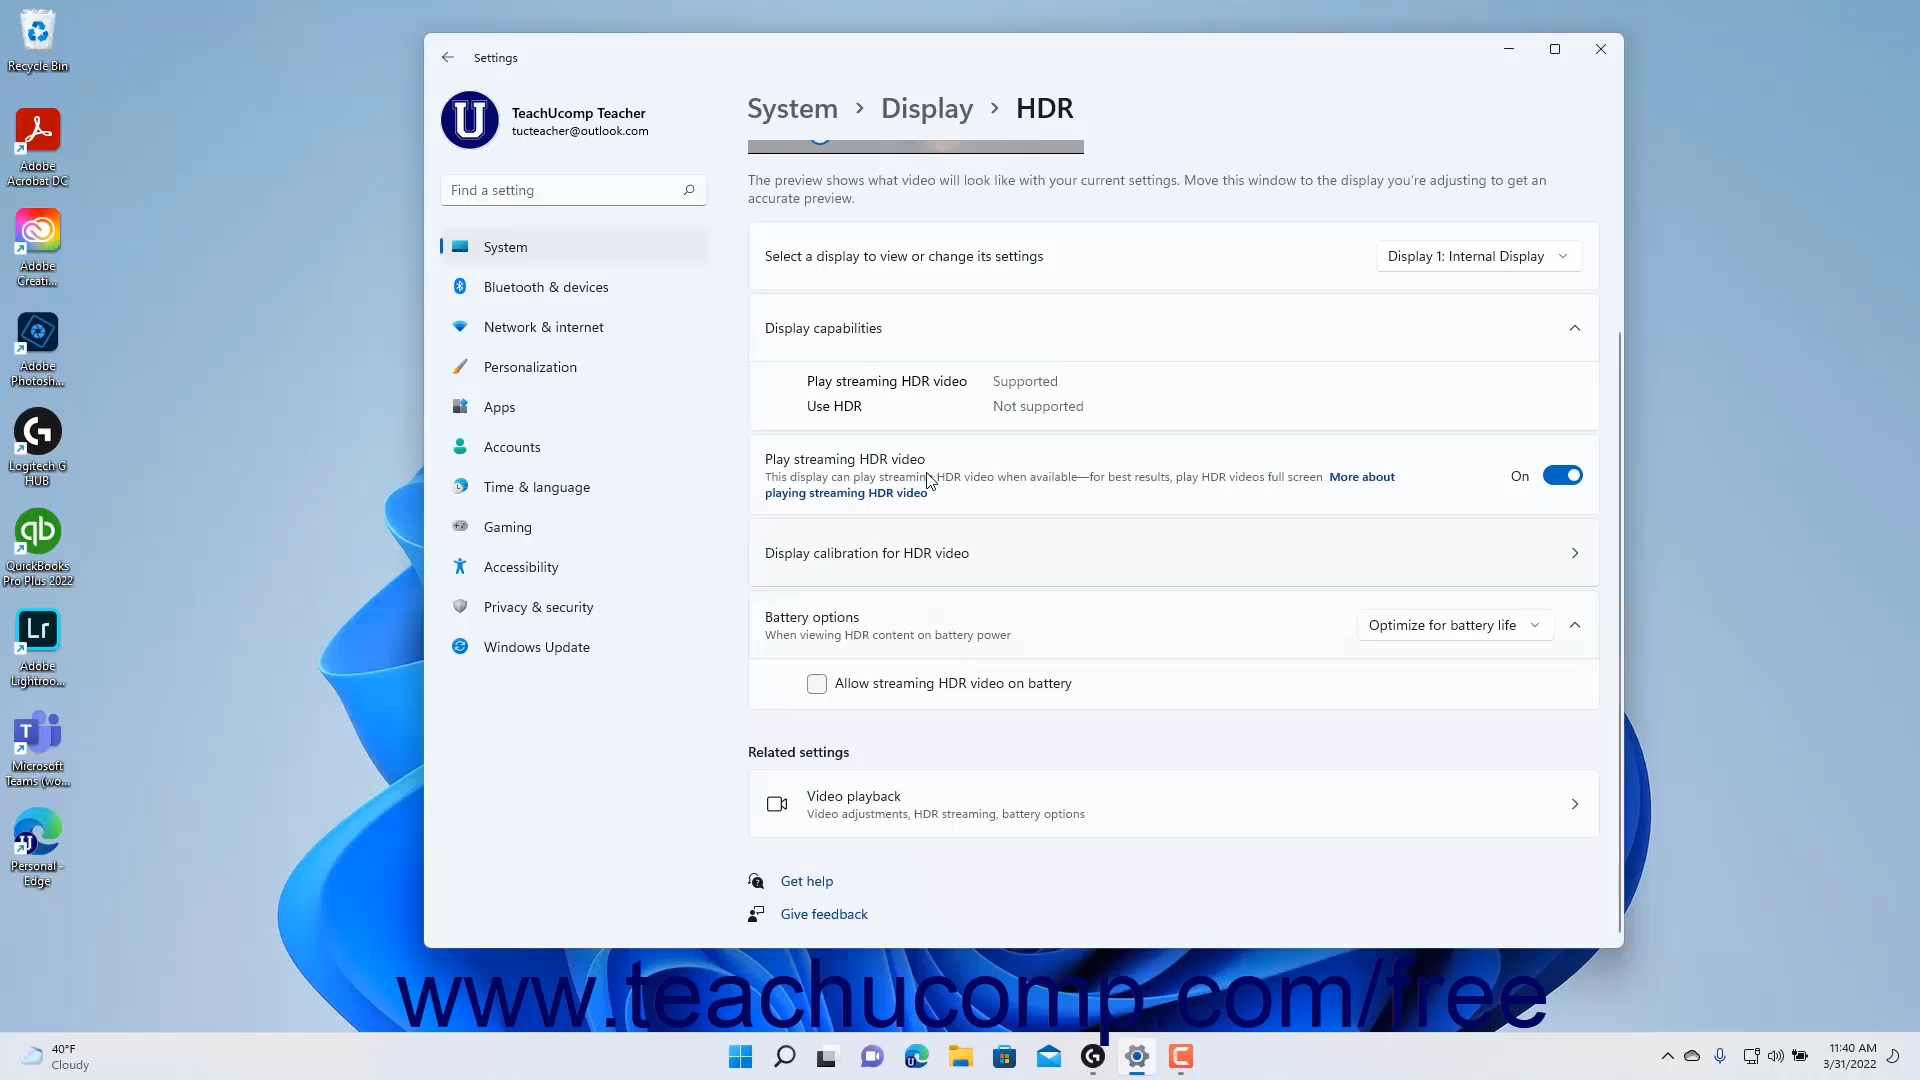 Recycle Bin
Adobe
Acrobat DC
Adobe
Creati...
Adobe
Photosh...
Logitech G
HUB
QuickBooks
Pro Plus 2022
Adobe
Lightroo...
Microsoft
Teams (wo...
Personal -
Edge
Settings
TeachUcomp Teacher
tucteacher@outlook.com
Find a setting
System
Bluetooth & devices
Network & internet
Personalization
Apps
Accounts
Time & language
Gaming
Accessibility
Privacy & security
Windows Update
System > Display > HDR
The preview shows what video will look like with your current settings. Move this window to the display you're adjusting to get an
accurate preview.
Select a display to view or change its settings
Display 1: Internal Display
Display capabilities
Play streaming HDR video Supported
Use HDR Not supported
Play streaming HDR video
This display can play streaming HDR video when available—for best results, play HDR videos full screen More about
playing streaming HDR video
On
Display calibration for HDR video
Battery options
When viewing HDR content on battery power
Optimize for battery life
Allow streaming HDR video on battery
Related settings
Video playback
Video adjustments, HDR streaming, battery options
Get help
Give feedback
www.teachucomp.com/free
40°F
Cloudy
11:40 AM
3/31/2022